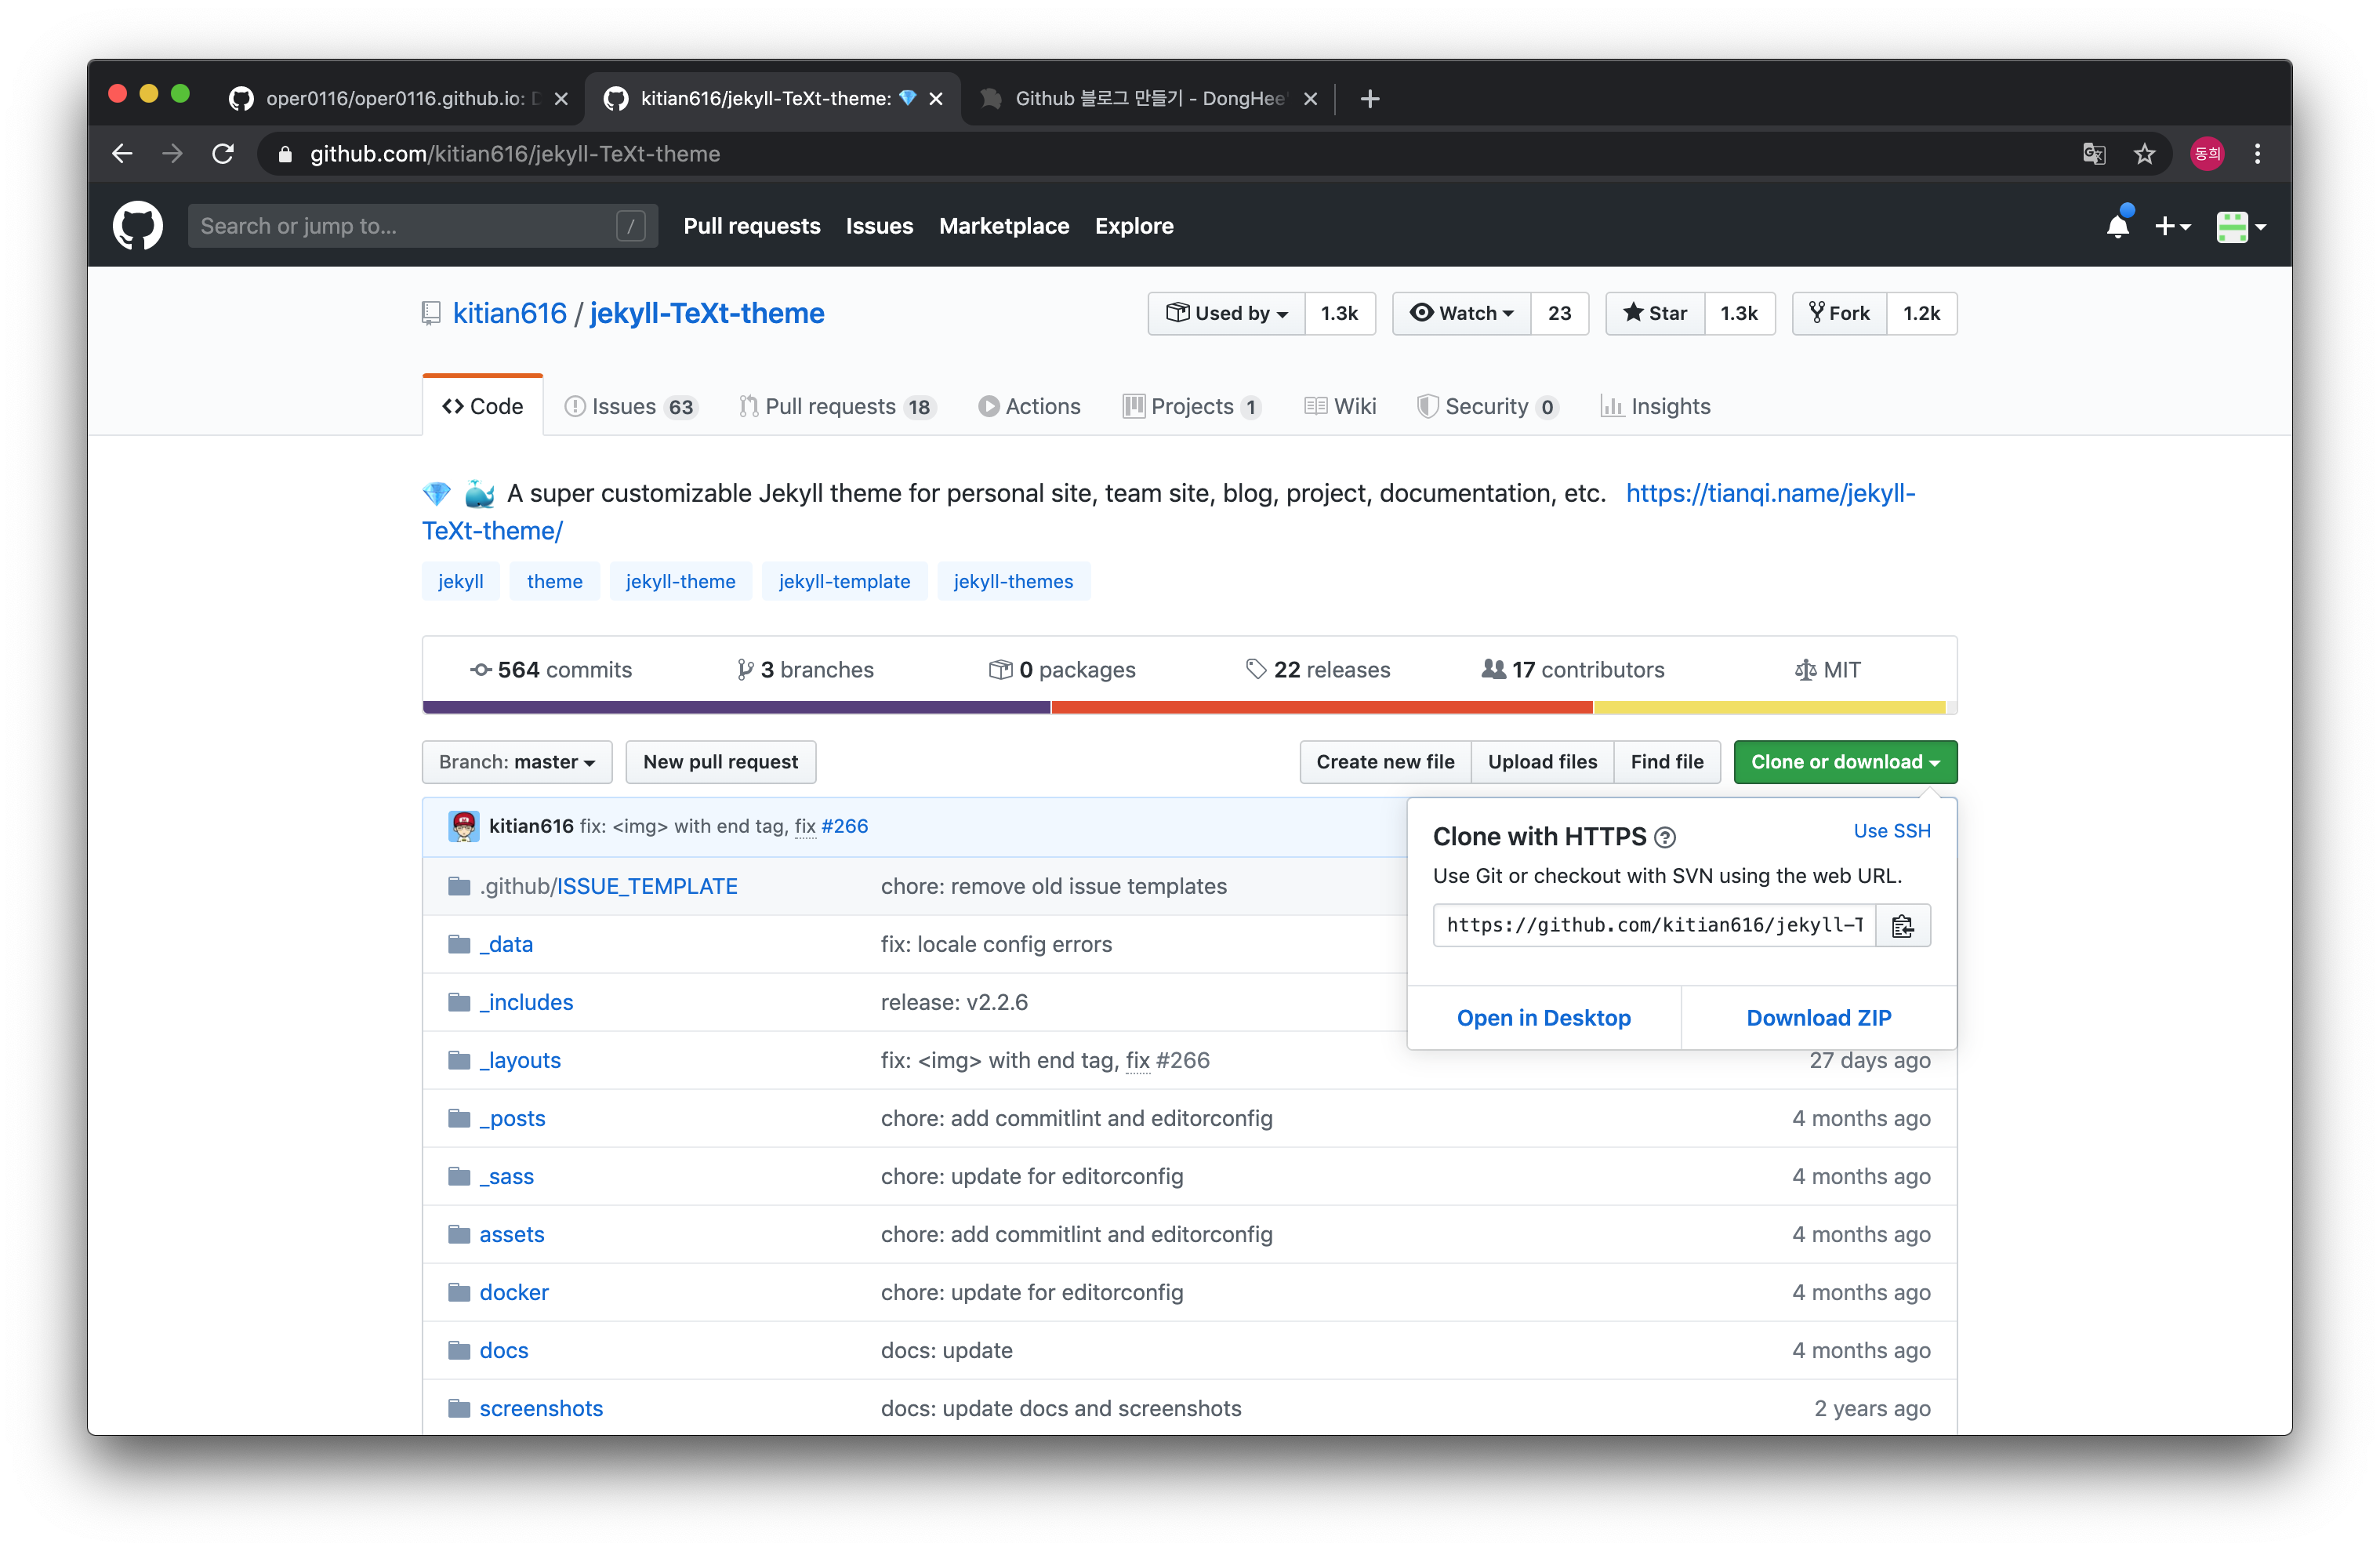 oper0116/oper0116.github.io: D
kitian616/jekyll-TeXt-theme: 💎
Github 블로그 만들기 - DongHee'
github.com/kitian616/jekyll-TeXt-theme
동희
Search or jump to... /
Pull requests Issues Marketplace Explore
kitian616 / jekyll-TeXt-theme
Used by 1.3k Watch 23 Star 1.3k Fork 1.2k
Code Issues 63 Pull requests 18 Actions Projects 1 Wiki Security 0 Insights
💎 🐳 A super customizable Jekyll theme for personal site, team site, blog, project, documentation, etc. https://tianqi.name/jekyll-
TeXt-theme/
jekyll theme jekyll-theme jekyll-template jekyll-themes
564 commits 3 branches 0 packages 22 releases 17 contributors MIT
Branch: master New pull request Create new file Upload files Find file Clone or download
kitian616 fix: <img> with end tag, fix #266
Clone with HTTPS Use SSH
Use Git or checkout with SVN using the web URL.
https://github.com/kitian616/jekyll-T
Open in Desktop Download ZIP
.github/ISSUE_TEMPLATE chore: remove old issue templates
_data fix: locale config errors
_includes release: v2.2.6
_layouts fix: <img> with end tag, fix #266 27 days ago
_posts chore: add commitlint and editorconfig 4 months ago
_sass chore: update for editorconfig 4 months ago
assets chore: add commitlint and editorconfig 4 months ago
docker chore: update for editorconfig 4 months ago
docs docs: update 4 months ago
screenshots docs: update docs and screenshots 2 years ago